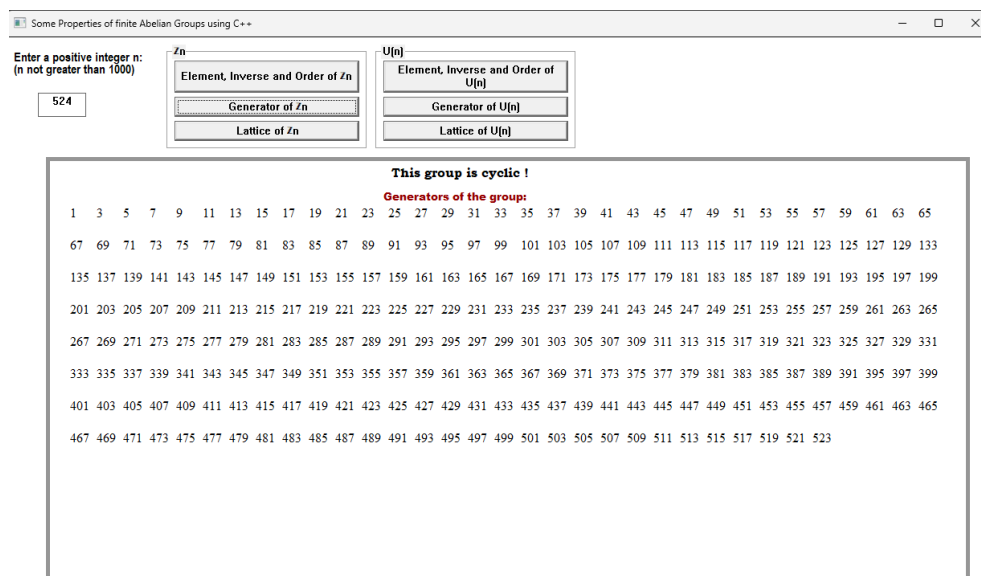 Some Properties of finite Abelian Groups using C++
Enter a positive integer n:
(n not greater than 1000)
524
Zn
Element, Inverse and Order of Zn
Generator of Zn
Lattice of Zn
U(n)
Element, Inverse and Order of
U(n)
Generator of U(n)
Lattice of U(n)
This group is cyclic !
Generators of the group:
1 3 5 7 9 11 13 15 17 19 21 23 25 27 29 31 33 35 37 39 41 43 45 47 49 51 53 55 57 59 61 63 65
67 69 71 73 75 77 79 81 83 85 87 89 91 93 95 97 99 101 103 105 107 109 111 113 115 117 119 121 123 125 127 129 133
135 137 139 141 143 145 147 149 151 153 155 157 159 161 163 165 167 169 171 173 175 177 179 181 183 185 187 189 191 193 195 197 199
201 203 205 207 209 211 213 215 217 219 221 223 225 227 229 231 233 235 237 239 241 243 245 247 249 251 253 255 257 259 261 263 265
267 269 271 273 275 277 279 281 283 285 287 289 291 293 295 297 299 301 303 305 307 309 311 313 315 317 319 321 323 325 327 329 331
333 335 337 339 341 343 345 347 349 351 353 355 357 359 361 363 365 367 369 371 373 375 377 379 381 383 385 387 389 391 395 397 399
401 403 405 407 409 411 413 415 417 419 421 423 425 427 429 431 433 435 437 439 441 443 445 447 449 451 453 455 457 459 461 463 465
467 469 471 473 475 477 479 481 483 485 487 489 491 493 495 497 499 501 503 505 507 509 511 513 515 517 519 521 523